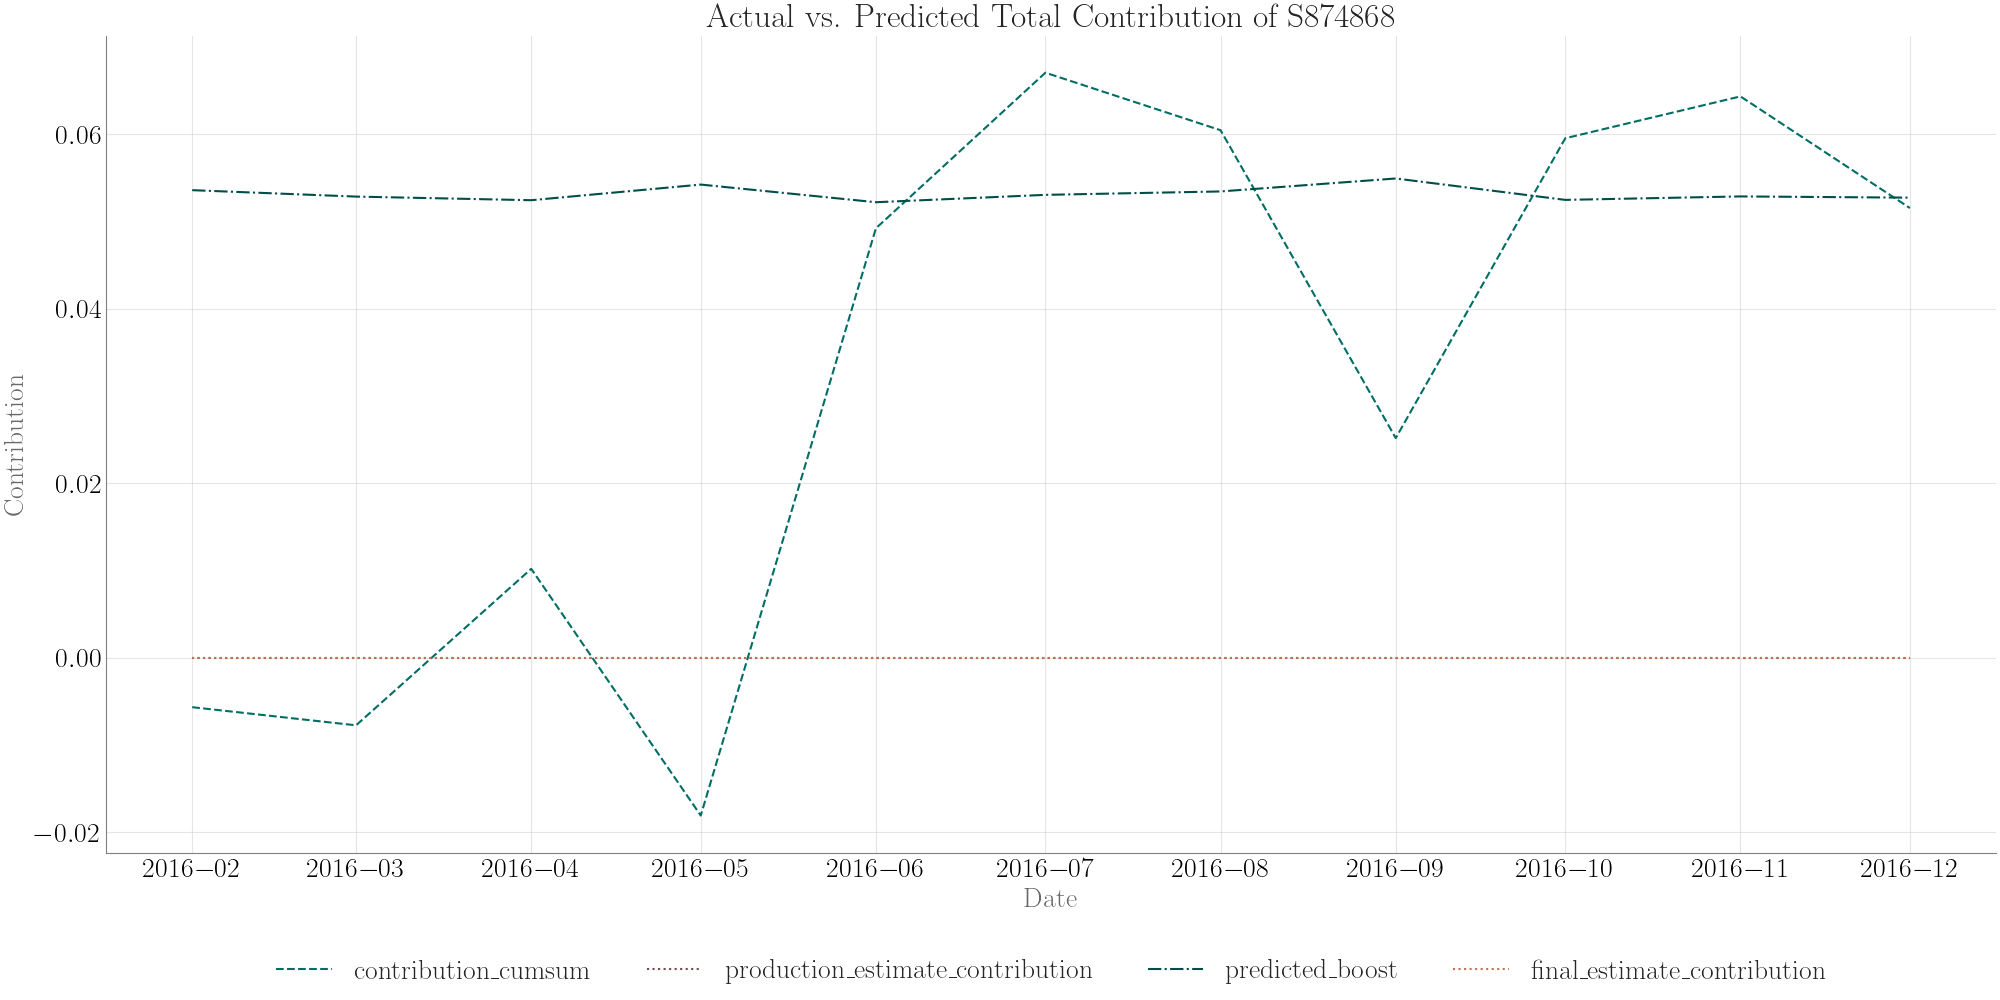 Actual vs. Predicted Total Contribution of S874868
Contribution
0.06
0.04
0.02
0.00
−0.02
2016−02 2016−03 2016−04 2016−05 2016−06 2016−07 2016−08 2016−09 2016−10 2016−11 2016−12
Date
contribution_cumsum production_estimate_contribution predicted_boost final_estimate_contribution